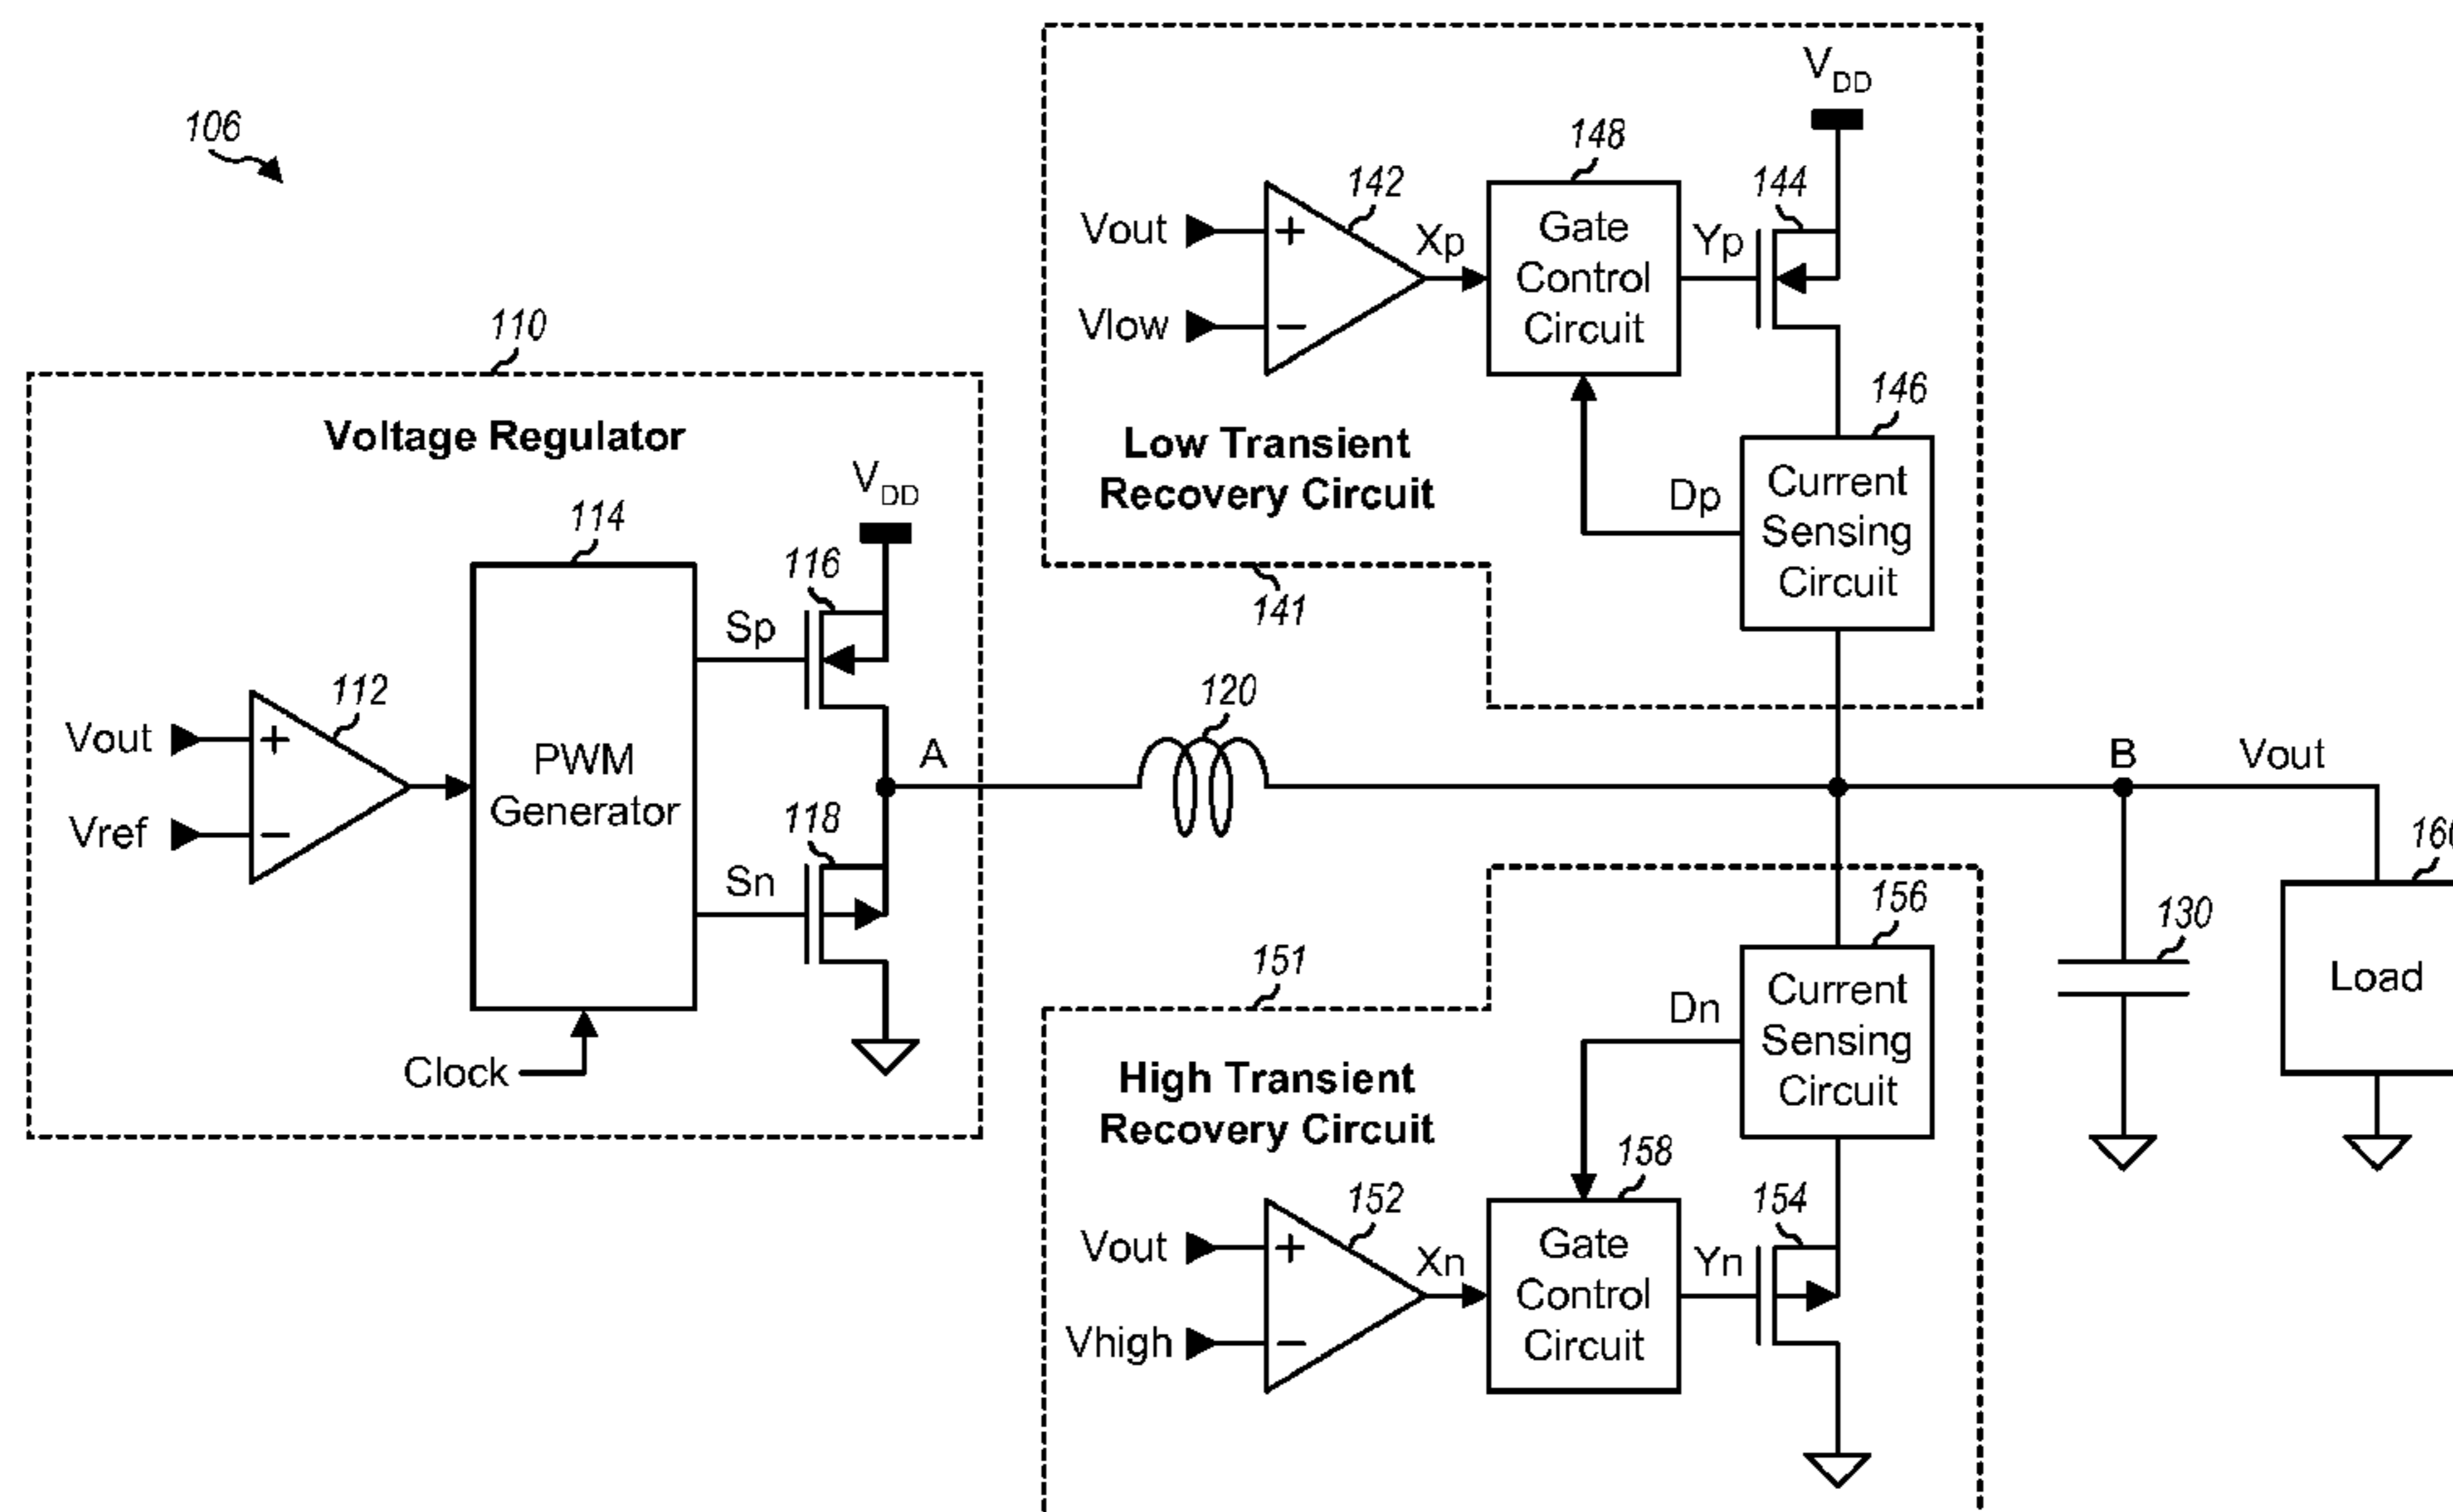 106
110
Voltage Regulator
V_DD
114
116
Sp
112
Vout
+
Vref
−
PWM
Generator
118
Sn
Clock
A
120
V_DD
148
142
144
Vout
+
Xp
Gate
Control
Circuit
Yp
Vlow
−
146
Low Transient
Recovery Circuit
Dp
Current
Sensing
Circuit
141
B
Vout
160
156
130
Load
151
Dn
Current
Sensing
Circuit
High Transient
Recovery Circuit
158
152
154
Vout
+
Xn
Gate
Control
Circuit
Yn
Vhigh
−